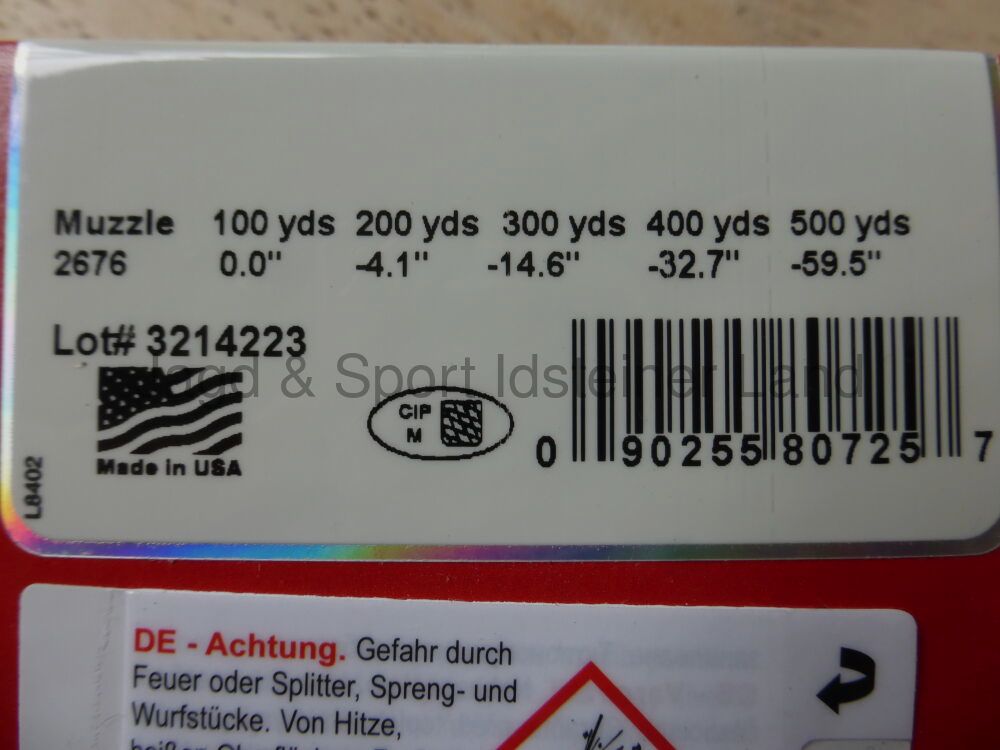 Muzzle 100 yds 200 yds 300 yds 400 yds 500 yds
2676 0.0" -4.1" -14.6" -32.7" -59.5"
Lot# 3214223
Jagd & Sport Idsteiner Land
CIP
M
Made in USA
0 90255 80725 7
L8402
DE - Achtung. Gefahr durch
Feuer oder Splitter, Spreng- und
Wurfstücke. Von Hitze,